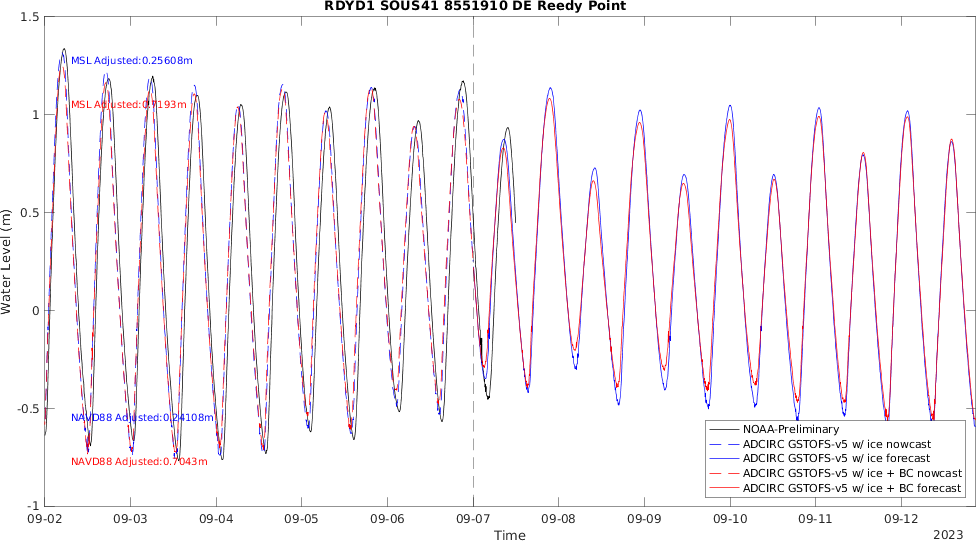 RDYD1 SOUS41 8551910 DE Reedy Point
1.5
1
0.5
0
-0.5
-1
Water Level (m)
MSL Adjusted:0.25608m
MSL Adjusted:0.7193m
NAVD88 Adjusted:0.24108m
NAVD88 Adjusted:0.7043m
NOAA-Preliminary
ADCIRC GSTOFS-v5 w/ ice nowcast
ADCIRC GSTOFS-v5 w/ ice forecast
ADCIRC GSTOFS-v5 w/ ice + BC nowcast
ADCIRC GSTOFS-v5 w/ ice + BC forecast
09-02 09-03 09-04 09-05 09-06 09-07 09-08 09-09 09-10 09-11 09-12
Time
2023